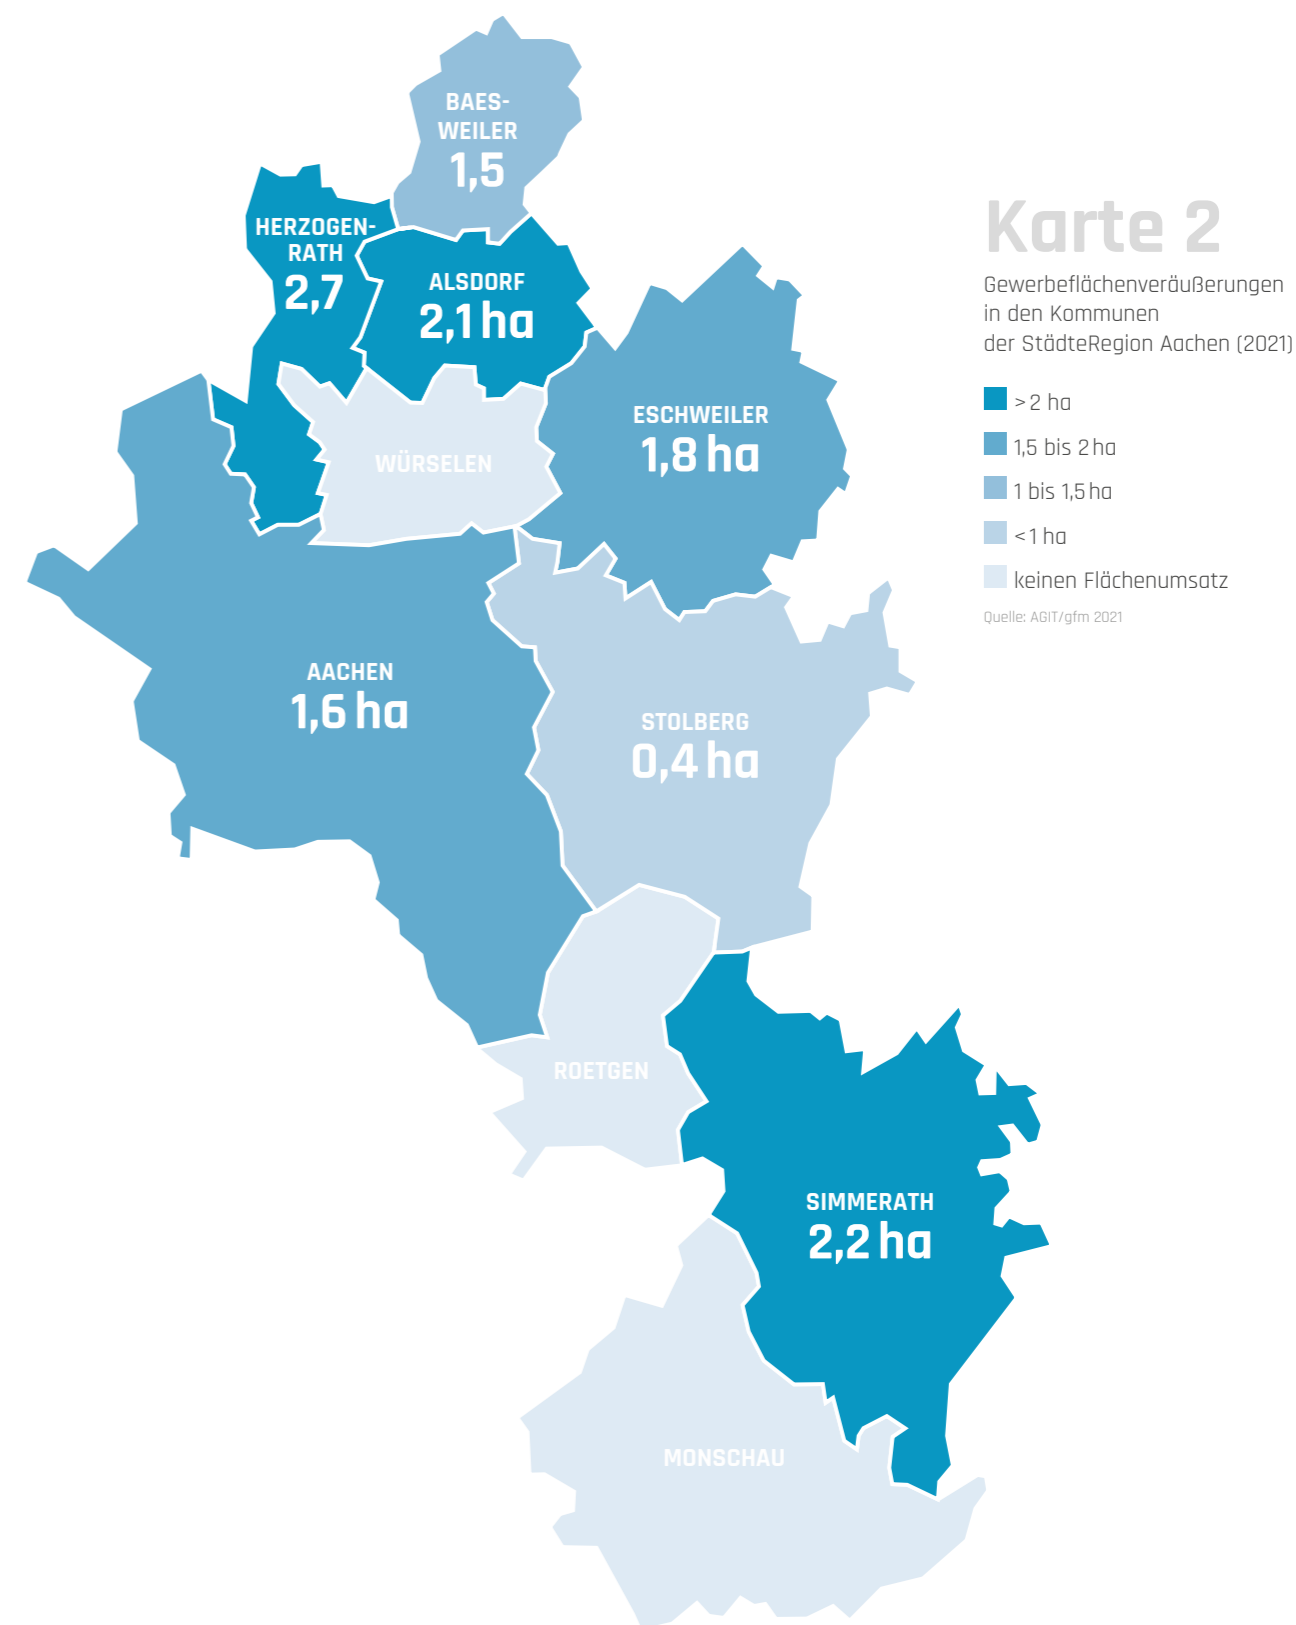 BAES-
WEILER
1,5
HERZOGEN-
RATH
2,7
ALSDORF
2,1 ha
Karte 2
Gewerbeflächenveräußerungen
in den Kommunen
der StädteRegion Aachen (2021)
> 2 ha
1,5 bis 2 ha
1 bis 1,5 ha
< 1 ha
keinen Flächenumsatz
Quelle: AGIT/gfm 2021
ESCHWEILER
1,8 ha
WÜRSELEN
AACHEN
1,6 ha
STOLBERG
0,4 ha
ROETGEN
SIMMERATH
2,2 ha
MONSCHAU